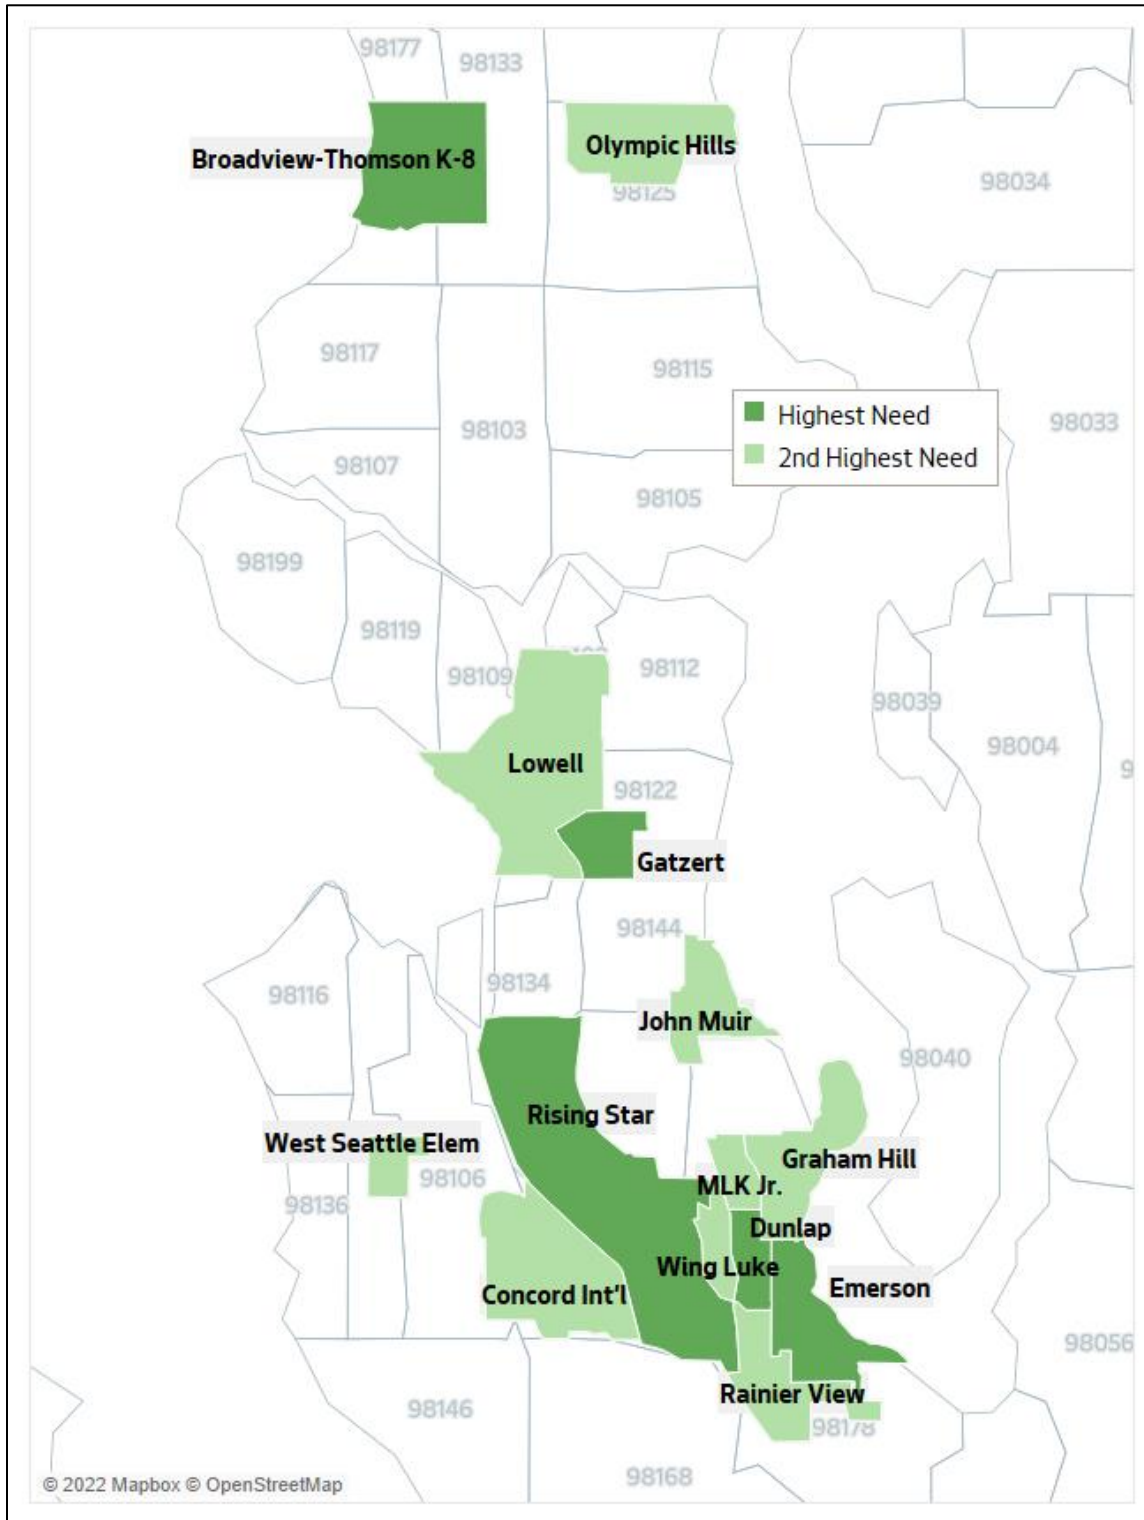 98177
98133
Broadview-Thomson K-8
Olympic Hills
98125
98034
98117
98115
Highest Need
2nd Highest Need
98103
98033
98107
98105
98199
98119
98109
98112
98039
98004
Lowell
98122
Gatzert
98144
98134
98116
John Muir
98040
Rising Star
West Seattle Elem
Graham Hill
98106
MLK Jr.
98136
Dunlap
Wing Luke
Emerson
Concord Int'l
98056
Rainier View
98146
98178
98168
© 2022 Mapbox © OpenStreetMap